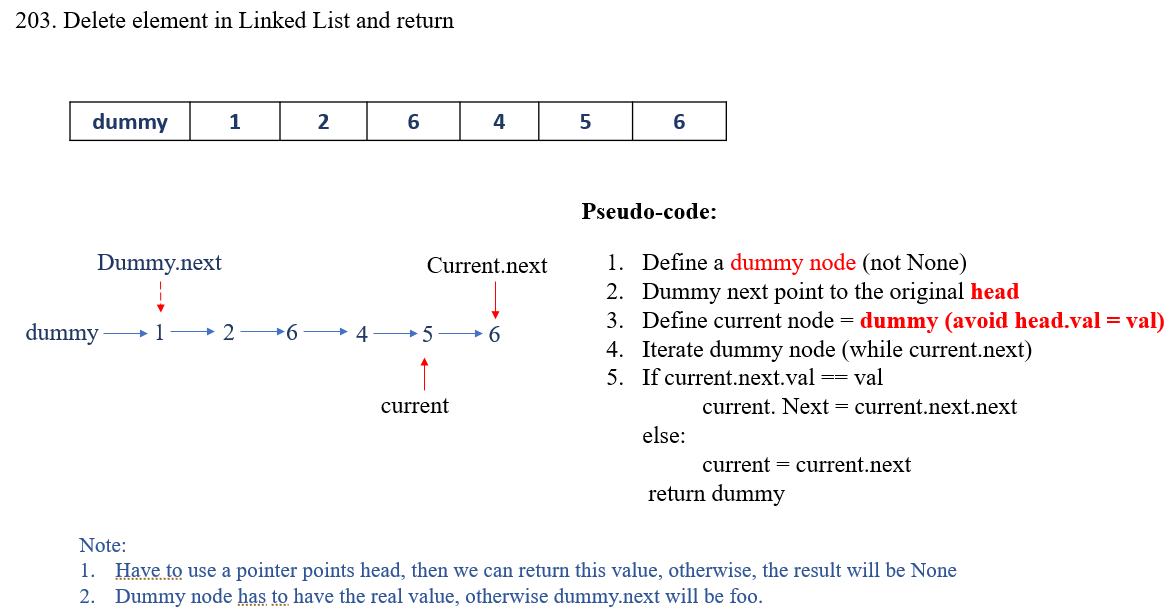 203. Delete element in Linked List and return
dummy 1 2 6 4 5 6
Dummy.next Current.next
dummy 1 2 6 4 5 6
current
Pseudo-code:
1. Define a dummy node (not None)
2. Dummy next point to the original head
3. Define current node = dummy (avoid head.val = val)
4. Iterate dummy node (while current.next)
5. If current.next.val == val
current. Next = current.next.next
else:
current = current.next
return dummy
Note:
1. Have to use a pointer points head, then we can return this value, otherwise, the result will be None
2. Dummy node has to have the real value, otherwise dummy.next will be foo.